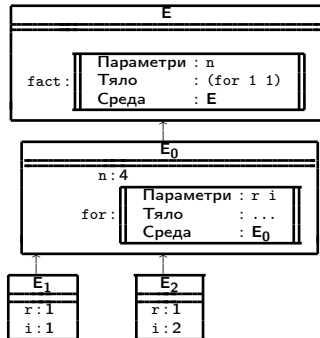 E
fact :
Параметри : n
Тяло : (for 1 1)
Среда : E
E0
n : 4
for :
Параметри : r i
Тяло : ...
Среда : E0
E1
r : 1
i : 1
E2
r : 1
i : 2